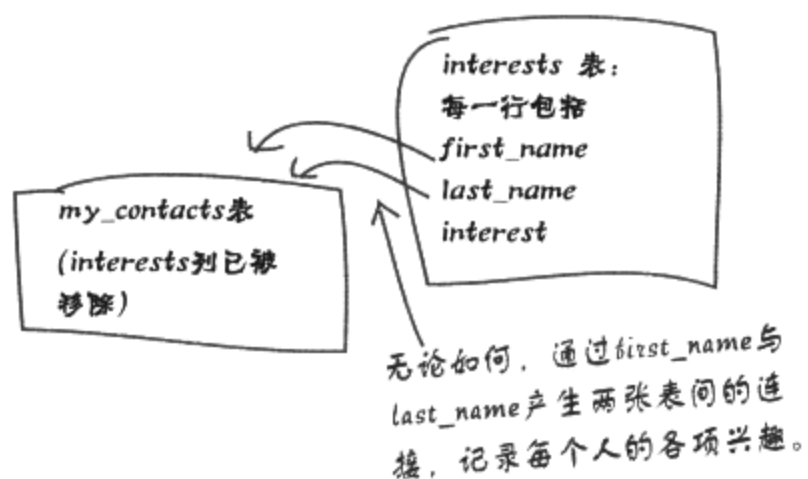 interests 表：
每一行包括
first_name
last_name
interest
my_contacts表
(interests列已被
移除)
无论如何，通过first_name与
last_name产生两张表间的连
接，记录每个人的各项兴趣。